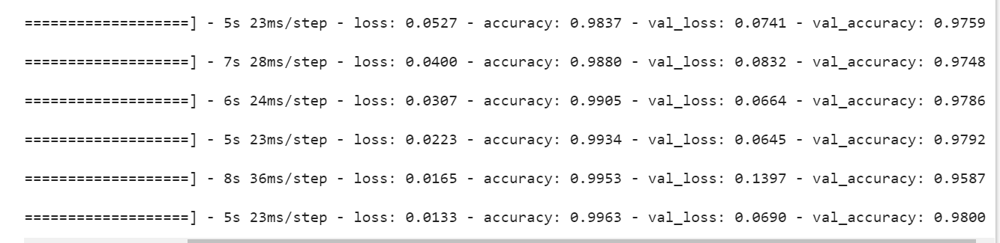 ===================] - 5s 23ms/step - loss: 0.0527 - accuracy: 0.9837 - val_loss: 0.0741 - val_accuracy: 0.9759
===================] - 7s 28ms/step - loss: 0.0400 - accuracy: 0.9880 - val_loss: 0.0832 - val_accuracy: 0.9748
===================] - 6s 24ms/step - loss: 0.0307 - accuracy: 0.9905 - val_loss: 0.0664 - val_accuracy: 0.9786
===================] - 5s 23ms/step - loss: 0.0223 - accuracy: 0.9934 - val_loss: 0.0645 - val_accuracy: 0.9792
===================] - 8s 36ms/step - loss: 0.0165 - accuracy: 0.9953 - val_loss: 0.1397 - val_accuracy: 0.9587
===================] - 5s 23ms/step - loss: 0.0133 - accuracy: 0.9963 - val_loss: 0.0690 - val_accuracy: 0.9800